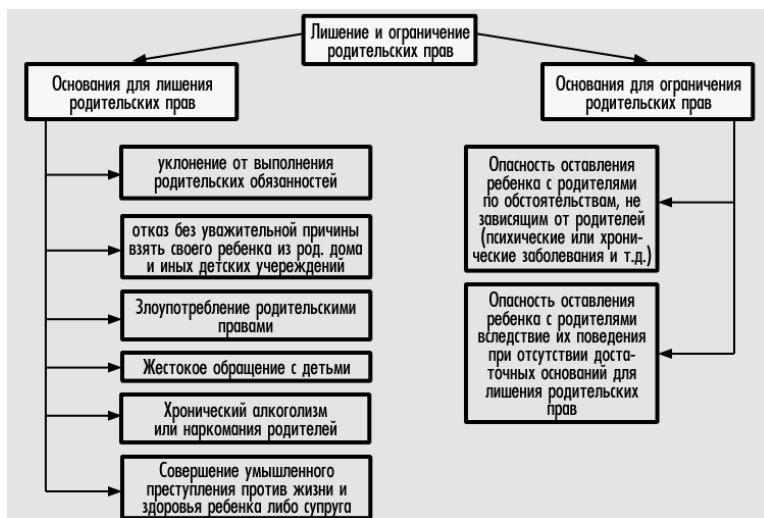 Лишение и ограничение
родительских прав
Основания для лишения
родительских прав
уклонение от выполнения
родительских обязанностей
отказ без уважительной причины
взять своего ребенка из род. дома
и иных детских учереждений
Злоупотребление родительскими
правами
Жестокое обращение с детьми
Хронический алкоголизм
или наркомания родителей
Совершение умышленного
преступления против жизни и
здоровья ребенка либо супруга
Основания для ограничения
родительских прав
Опасность оставления
ребенка с родителями
по обстоятельствам, не
зависящим от родителей
(психические или хрони-
ческие заболевания и т.д.)
Опасность оставления
ребенка с родителями
вследствие их поведения
при отсутствии доста-
точных оснований для
лишения родительских
прав